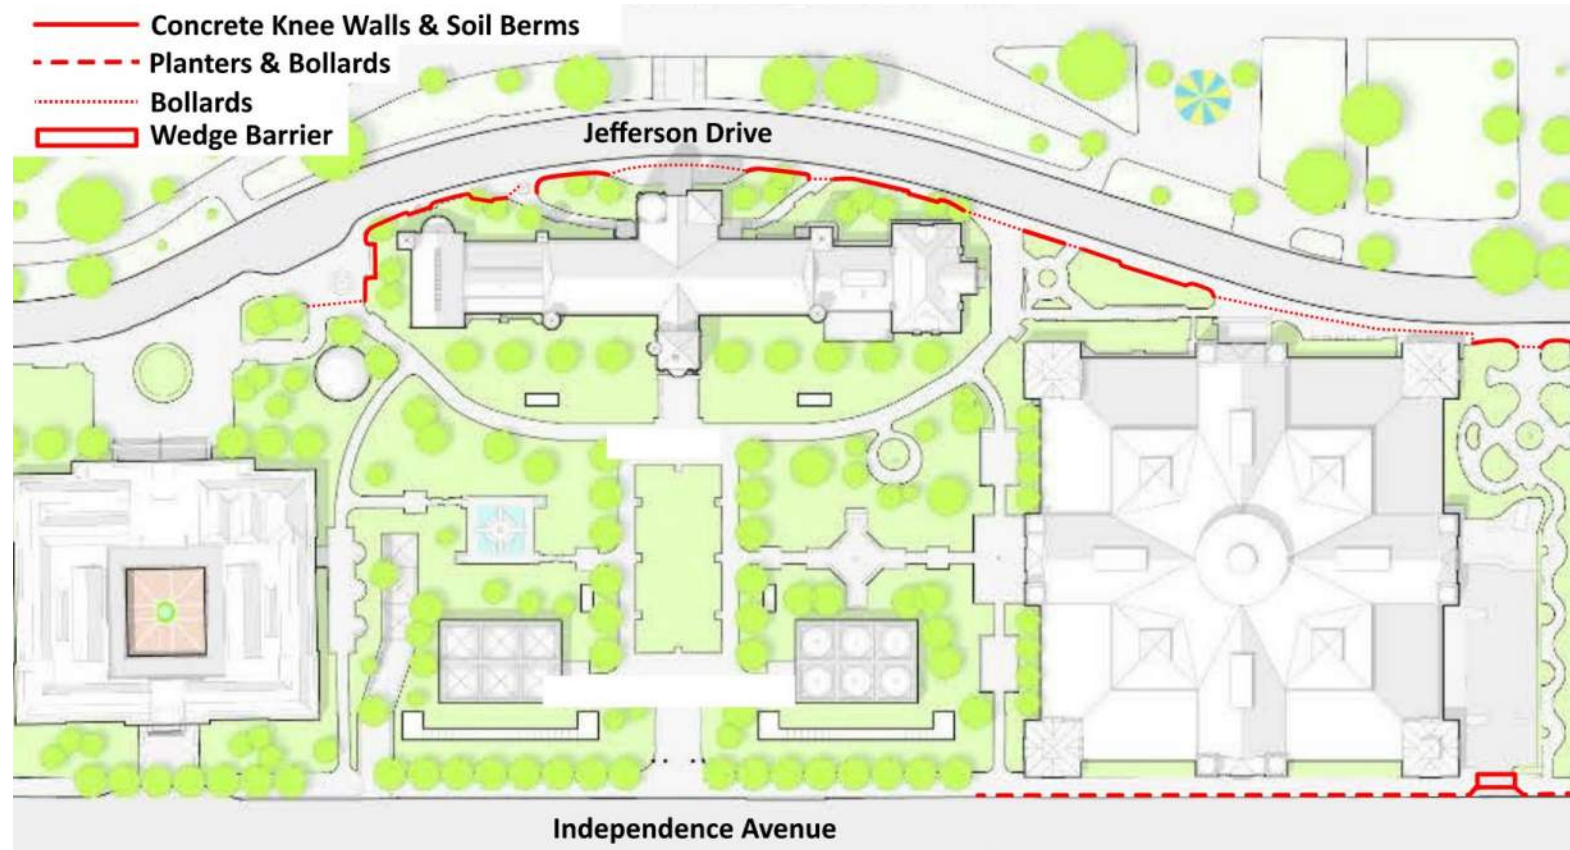 Concrete Knee Walls & Soil Berms
Planters & Bollards
Bollards
Wedge Barrier
Jefferson Drive
Independence Avenue